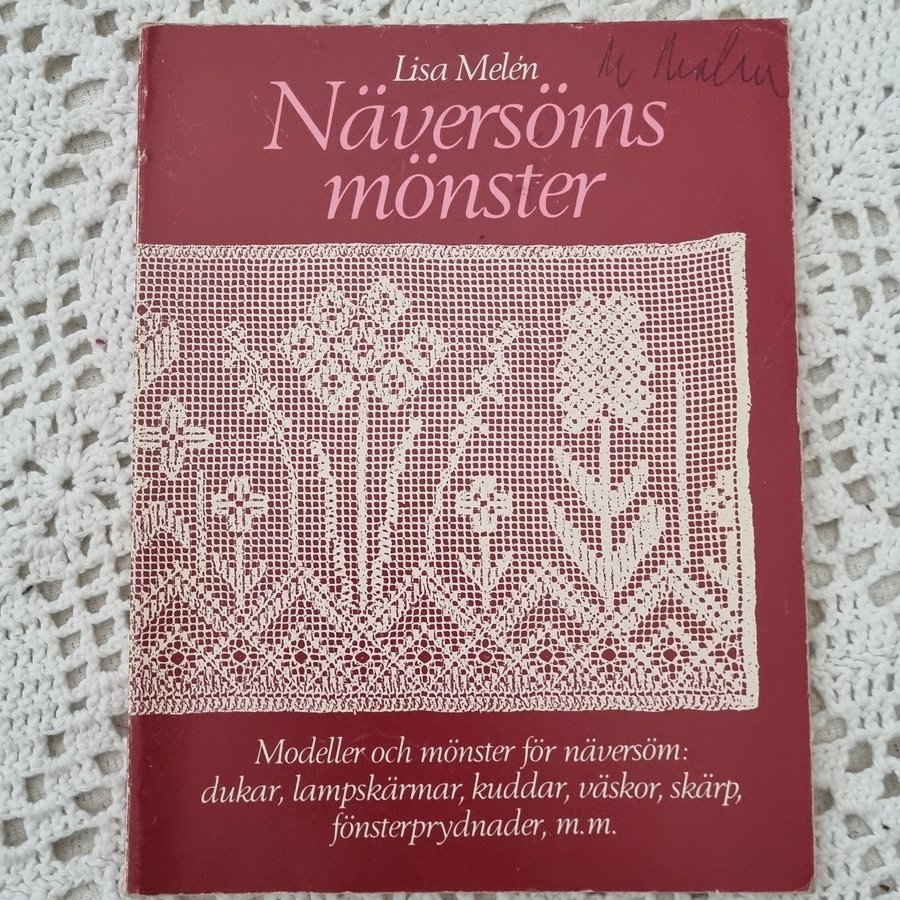 Lisa Melén
Näversöms
mönster
Modeller och mönster för näversöm:
dukar, lampskärmar, kuddar, väskor, skärp,
fönsterprydnader, m.m.